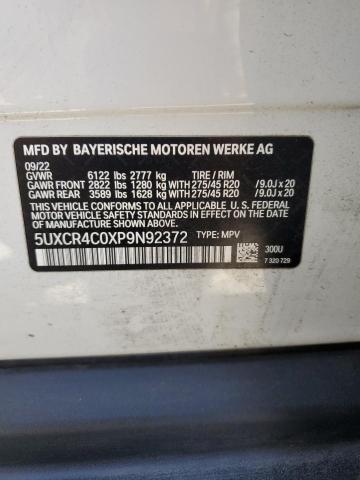 MFD BY BAYERISCHE MOTOREN WERKE AG
09/22
GVWR 6122 lbs 2777 kg TIRE / RIM
GAWR FRONT 2822 lbs 1280 kg WITH 275/45 R20 / 9.0J x 20
GAWR REAR 3589 lbs 1628 kg WITH 275/45 R20 / 9.0J x 20
THIS VEHICLE CONFORMS TO ALL APPLICABLE U.S. FEDERAL
MOTOR VEHICLE SAFETY AND THEFT PREVENTION STANDARDS
IN EFFECT ON THE DATE OF MANUFACTURE SHOWN ABOVE.
5UXCR4C0XP9N92372 TYPE: MPV
300U
7 320 729